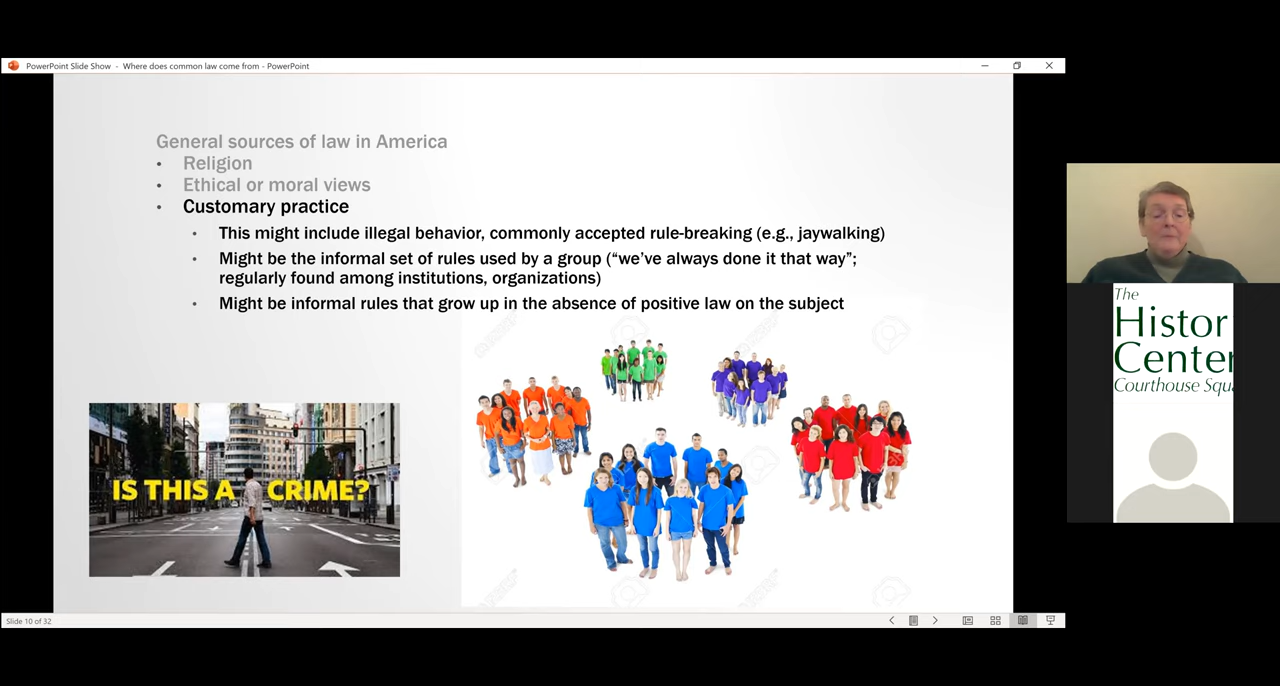 PowerPoint Slide Show - Where does common law come from - PowerPoint
General sources of law in America
• Religion
• Ethical or moral views
• Customary practice
• This might include illegal behavior, commonly accepted rule-breaking (e.g., jaywalking)
• Might be the informal set of rules used by a group (“we’ve always done it that way”;
regularly found among institutions, organizations)
• Might be informal rules that grow up in the absence of positive law on the subject
IS THIS A CRIME?
The
Histor
Center
Courthouse Squ
Slide 10 of 32